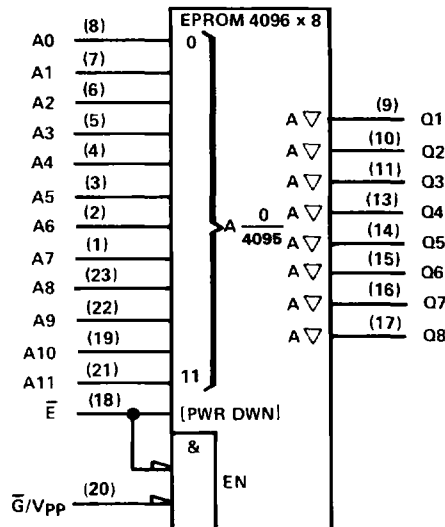 EPROM 4096 × 8
A0 (8) 0
A1 (7)
A2 (6)
A3 (5)
A4 (4)
A5 (3)
A6 (2)
A7 (1)
A8 (23)
A9 (22)
A10 (19)
A11 (21) 11
A 0/4095
A ▽ (9) Q1
A ▽ (10) Q2
A ▽ (11) Q3
A ▽ (13) Q4
A ▽ (14) Q5
A ▽ (15) Q6
A ▽ (16) Q7
A ▽ (17) Q8
E̅ (18) [PWR DWN]
&
EN
G̅/VPP (20)